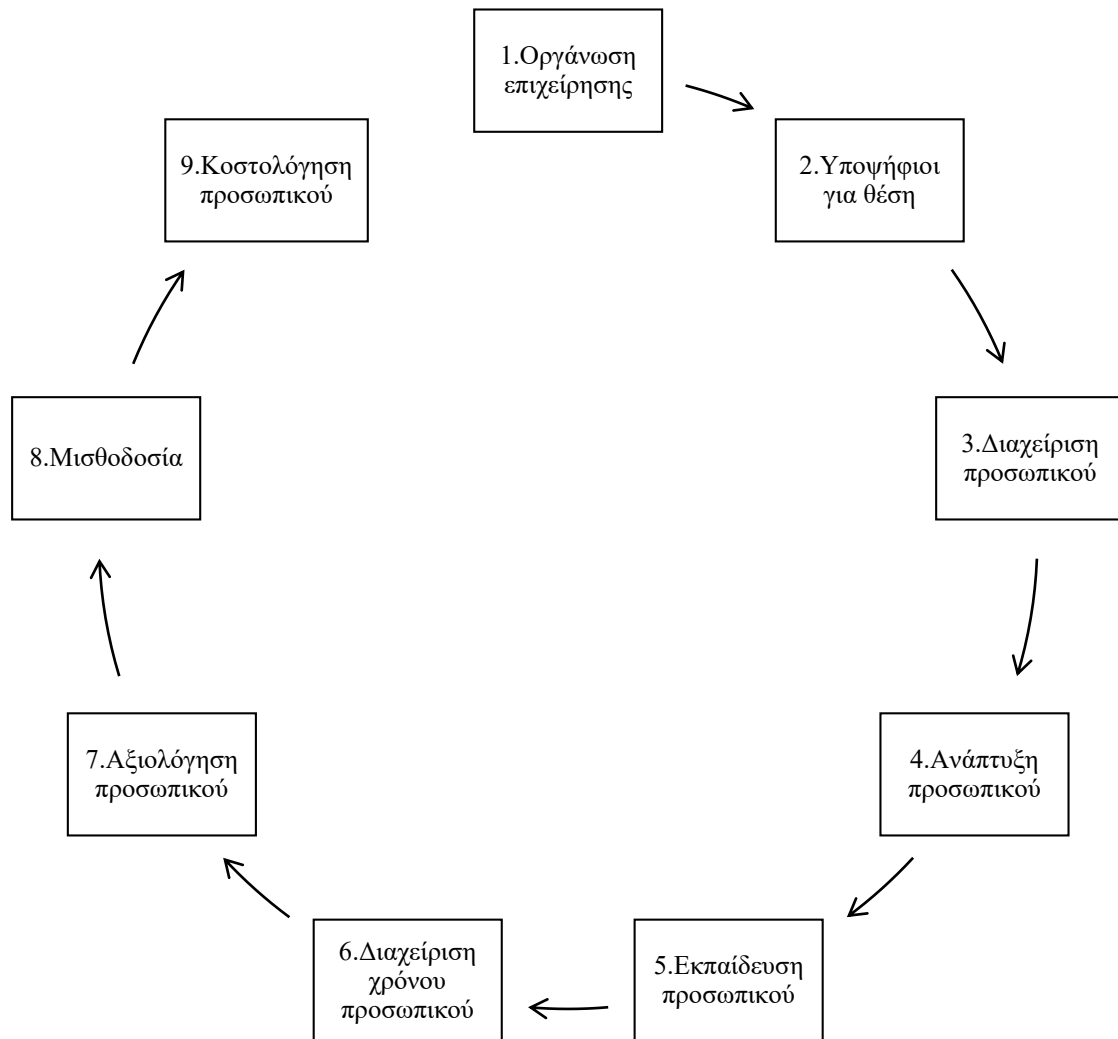 1.Οργάνωση
επιχείρησης
2.Υποψήφιοι
για θέση
3.Διαχείριση
προσωπικού
4.Ανάπτυξη
προσωπικού
5.Εκπαίδευση
προσωπικού
6.Διαχείριση
χρόνου
προσωπικού
7.Αξιολόγηση
προσωπικού
8.Μισθοδοσία
9.Κοστολόγηση
προσωπικού